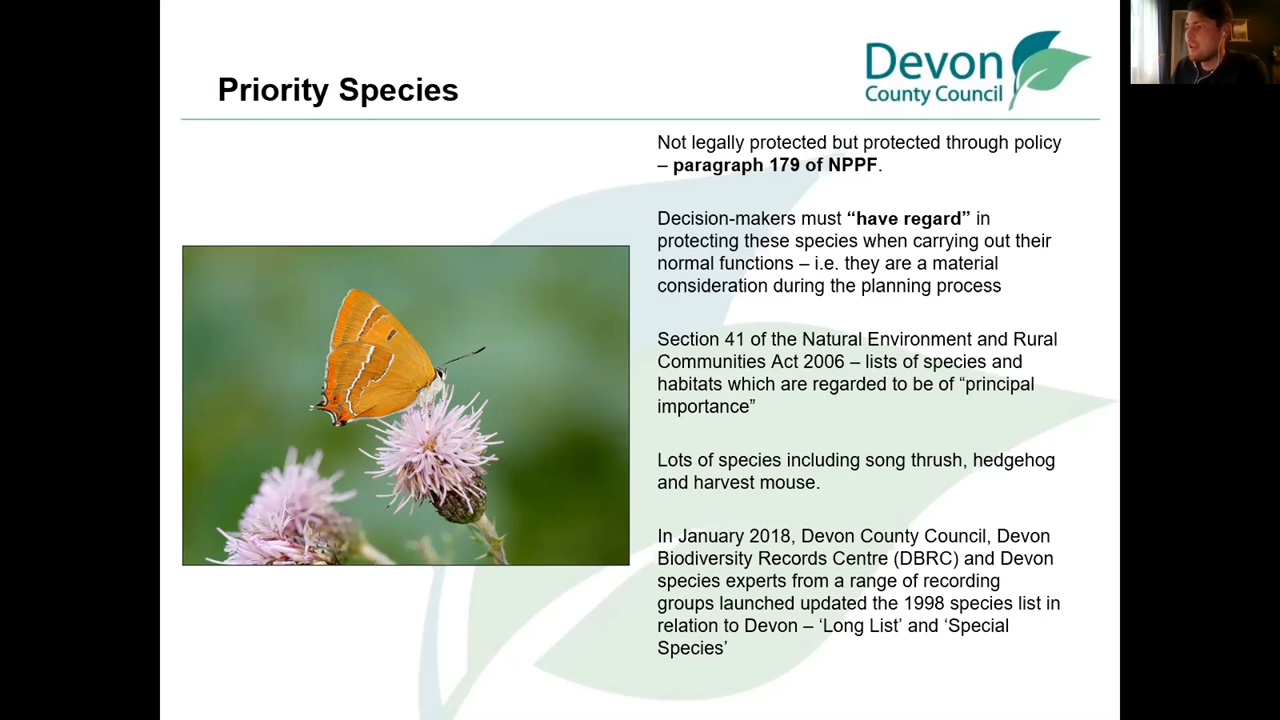 Priority Species
Devon
County Council
Not legally protected but protected through policy
– paragraph 179 of NPPF.
Decision-makers must “have regard” in
protecting these species when carrying out their
normal functions – i.e. they are a material
consideration during the planning process
Section 41 of the Natural Environment and Rural
Communities Act 2006 – lists of species and
habitats which are regarded to be of “principal
importance”
Lots of species including song thrush, hedgehog
and harvest mouse.
In January 2018, Devon County Council, Devon
Biodiversity Records Centre (DBRC) and Devon
species experts from a range of recording
groups launched updated the 1998 species list in
relation to Devon – ‘Long List’ and ‘Special
Species’